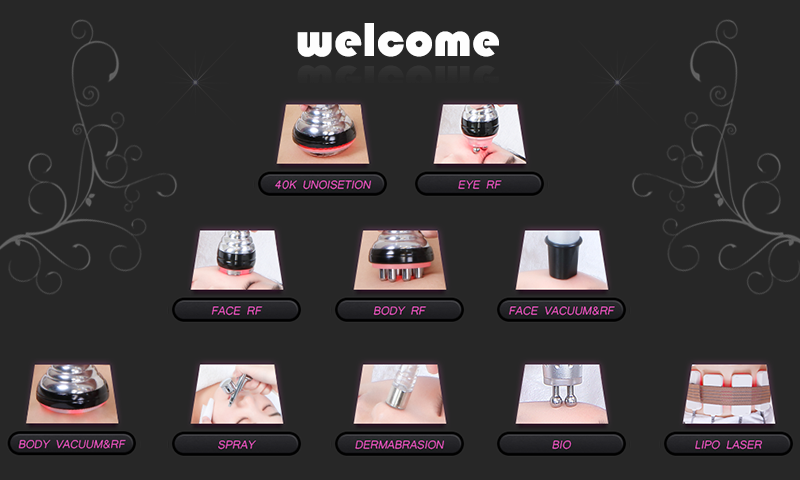 welcome
40K UNOISETION
EYE RF
FACE RF
BODY RF
FACE VACUUM&RF
BODY VACUUM&RF
SPRAY
DERMABRASION
BIO
LIPO LASER